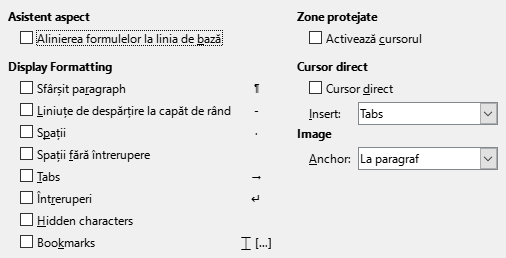 Asistent aspect
Alinierea formulelor la linia de bază
Display Formatting
Sfârșit paragraph ¶
Liniuțe de despărțire la capăt de rând -
Spații ·
Spații fără întrerupere
Tabs →
Întreruperi ↵
Hidden characters
Bookmarks ⌶ [...]
Zone protejate
Activează cursorul
Cursor direct
Cursor direct
Insert: Tabs
Image
Anchor: La paragraf